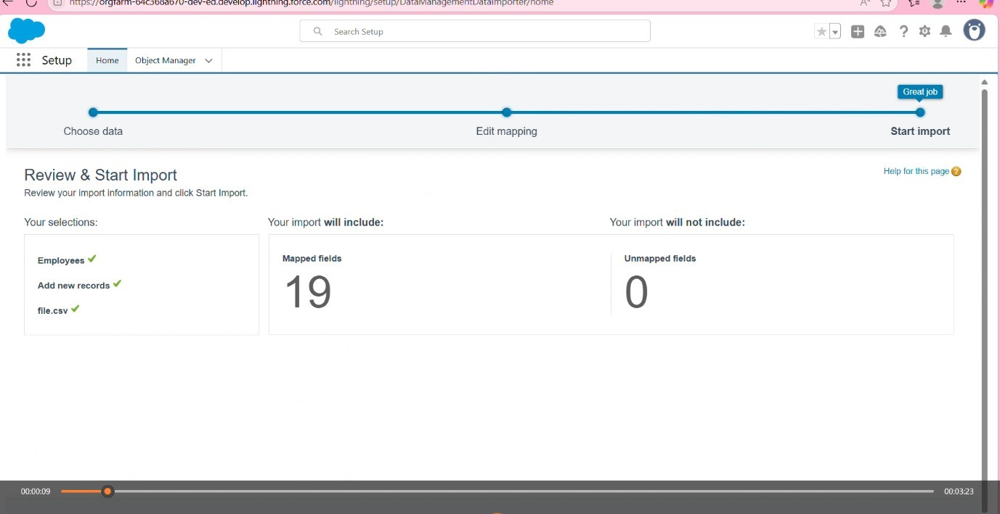 https://orgfarm-64c368a670-dev-ed.develop.lightning.force.com/lightning/setup/DataManagementDataImporter/home
Search Setup
Setup
Home
Object Manager
Great job
Choose data
Edit mapping
Start import
Review & Start Import
Help for this page
Review your import information and click Start Import.
Your selections:
Your import will include:
Your import will not include:
Employees
Add new records
file.csv
Mapped fields
19
Unmapped fields
0
00:00:09
00:03:23